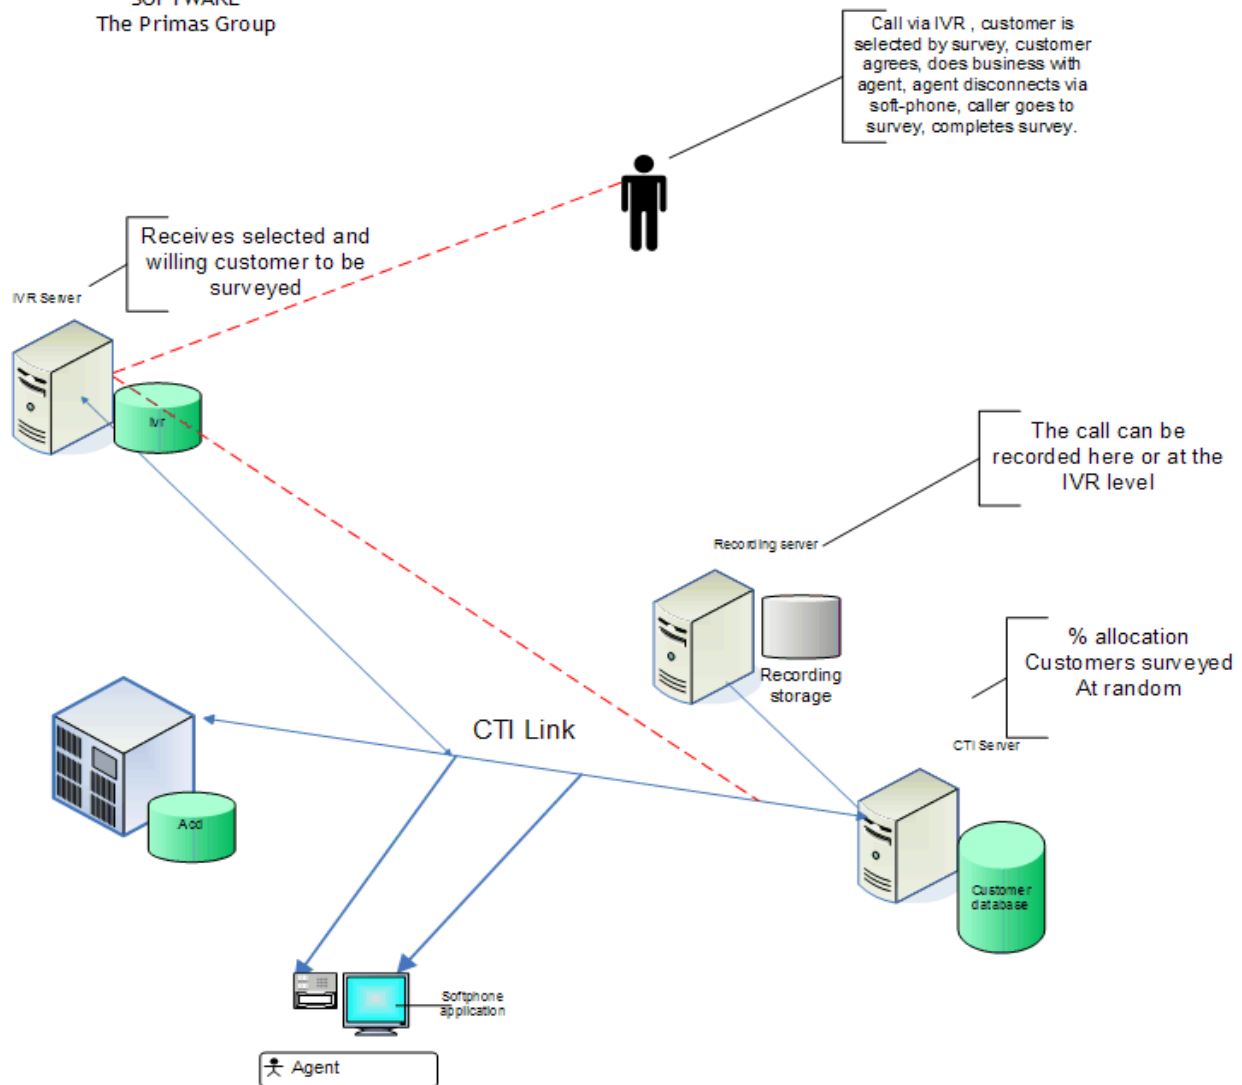 SOFTWARE
The Primas Group
Call via IVR , customer is
selected by survey, customer
agrees, does business with
agent, agent disconnects via
soft-phone, caller goes to
survey, completes survey.
Receives selected and
willing customer to be
surveyed
IVR Server
Ivr
The call can be
recorded here or at the
IVR level
Recording server
Recording
storage
% allocation
Customers surveyed
At random
CTI Server
CTI Link
Acd
Customer
database
Softphone
application
Agent